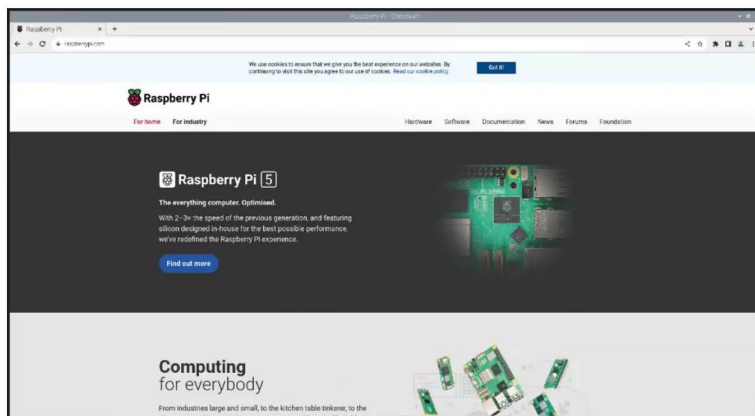 Raspberry Pi - Chromium
Raspberry Pi
raspberrypi.com
We use cookies to ensure that we give you the best experience on our websites. By
continuing to visit this site you agree to our use of cookies. Read our cookie policy.
Got it!
Raspberry Pi
For home For industry Hardware Software Documentation News Forums Foundation
Raspberry Pi 5
The everything computer. Optimised.
With 2–3× the speed of the previous generation, and featuring
silicon designed in-house for the best possible performance,
we've redefined the Raspberry Pi experience.
Find out more
Computing
for everybody
From industries large and small, to the kitchen table tinkerer, to the